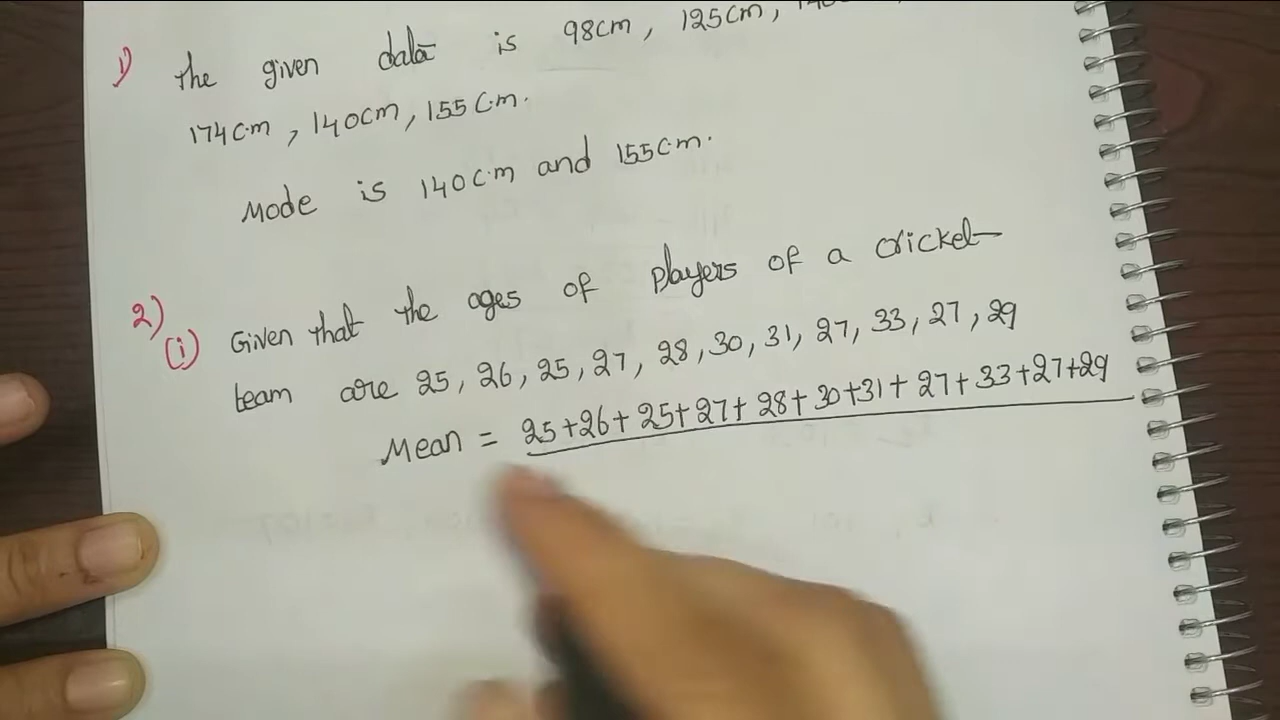 1) The given data is 98cm, 125cm,
174cm, 140cm, 155cm.
Mode is 140cm and 155cm.
2) (i) Given that the ages of players of a cricket
team are 25, 26, 25, 27, 28, 30, 31, 27, 33, 27, 29
Mean = 25+26+25+27+28+30+31+27+33+27+29